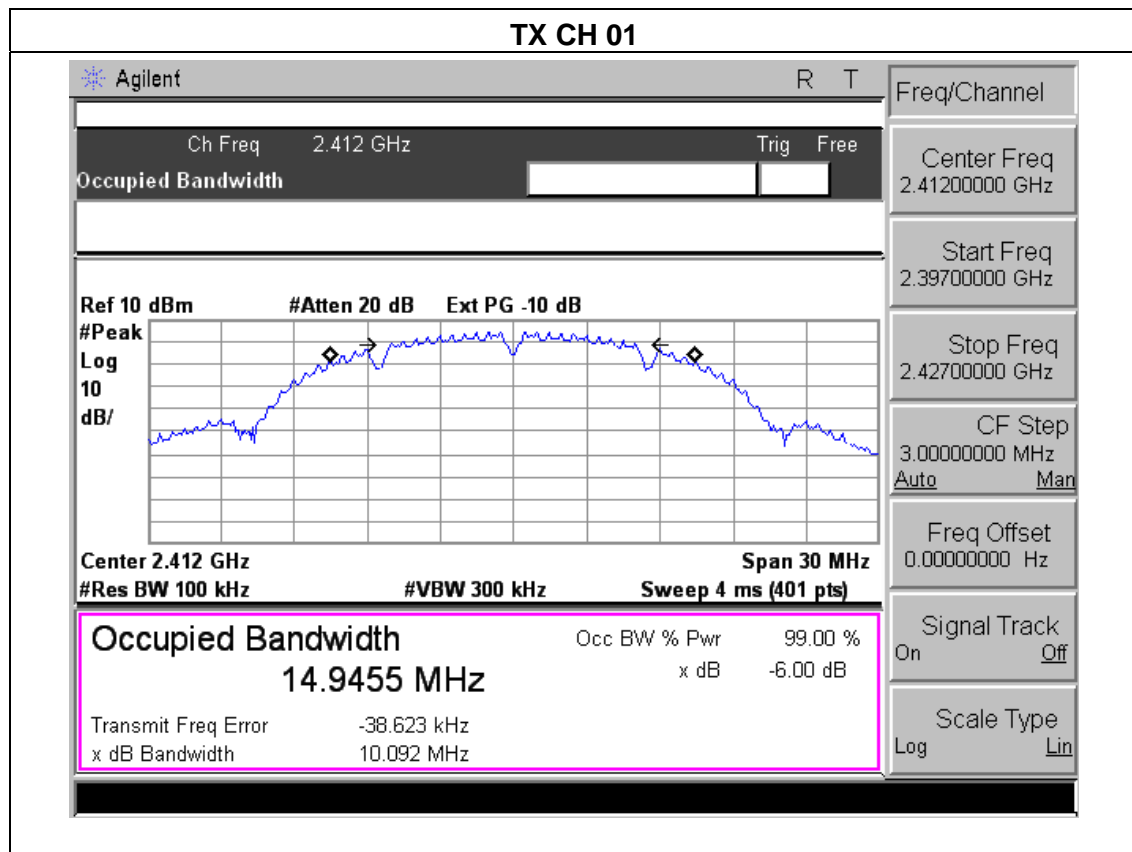 TX CH 01
Agilent R T
Freq/Channel
Ch Freq 2.412 GHz Trig Free
Occupied Bandwidth
Center Freq
2.41200000 GHz
Start Freq
2.39700000 GHz
Stop Freq
2.42700000 GHz
CF Step
3.00000000 MHz
Auto Man
Freq Offset
0.00000000 Hz
Signal Track
On Off
Scale Type
Log Lin
Ref 10 dBm #Atten 20 dB Ext PG -10 dB
#Peak
Log
10
dB/
Center 2.412 GHz Span 30 MHz
#Res BW 100 kHz #VBW 300 kHz Sweep 4 ms (401 pts)
Occupied Bandwidth Occ BW % Pwr 99.00 %
14.9455 MHz x dB -6.00 dB
Transmit Freq Error -38.623 kHz
x dB Bandwidth 10.092 MHz